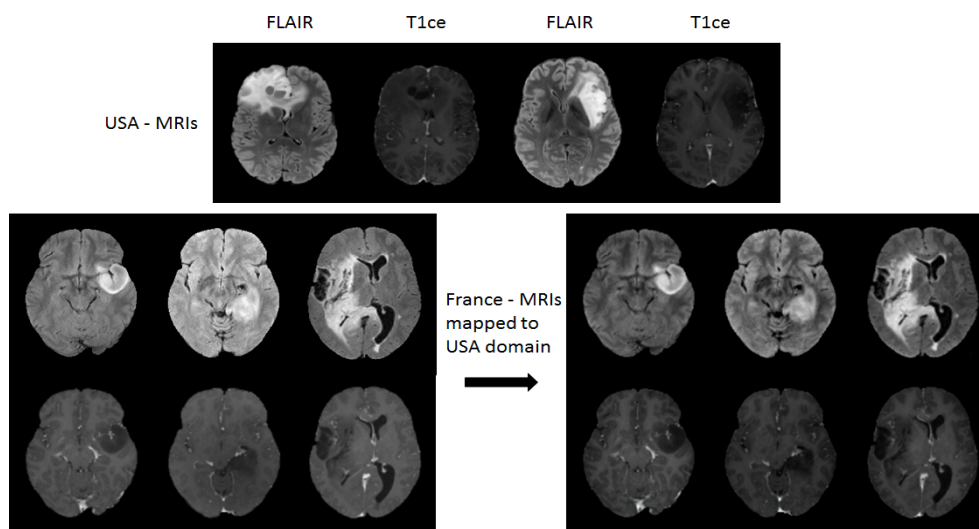 FLAIR T1ce FLAIR T1ce
USA - MRIs
France - MRIs
mapped to
USA domain